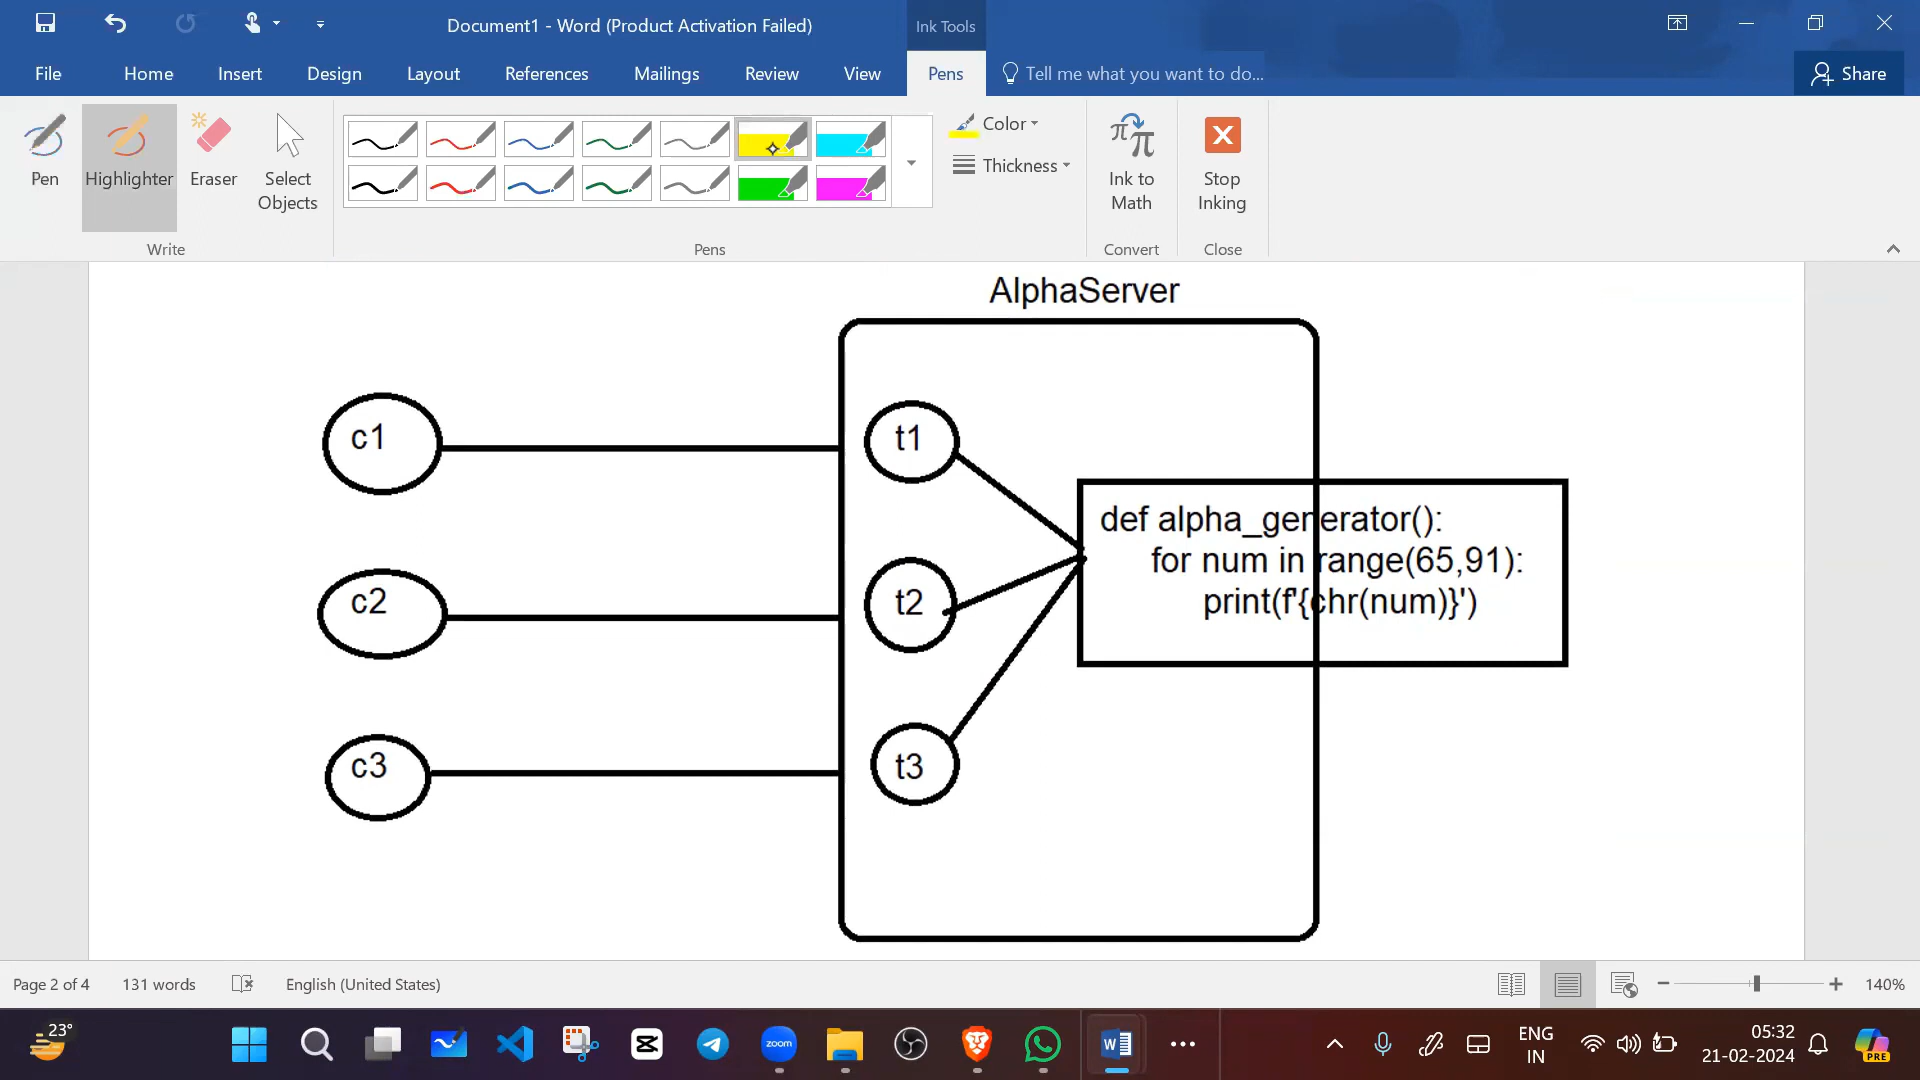 Document1 - Word (Product Activation Failed)
Ink Tools
File
Home
Insert
Design
Layout
References
Mailings
Review
View
Pens
Tell me what you want to do...
Share
Pen
Highlighter
Eraser
Select
Objects
Color
Thickness
Ink to
Math
Stop
Inking
Write
Pens
Convert
Close
AlphaServer
c1
t1
def alpha_generator():
for num in range(65,91):
print(f'{chr(num)}')
c2
t2
c3
t3
Page 2 of 4
131 words
English (United States)
140%
23°
zoom
ENG
IN
05:32
21-02-2024
PRE